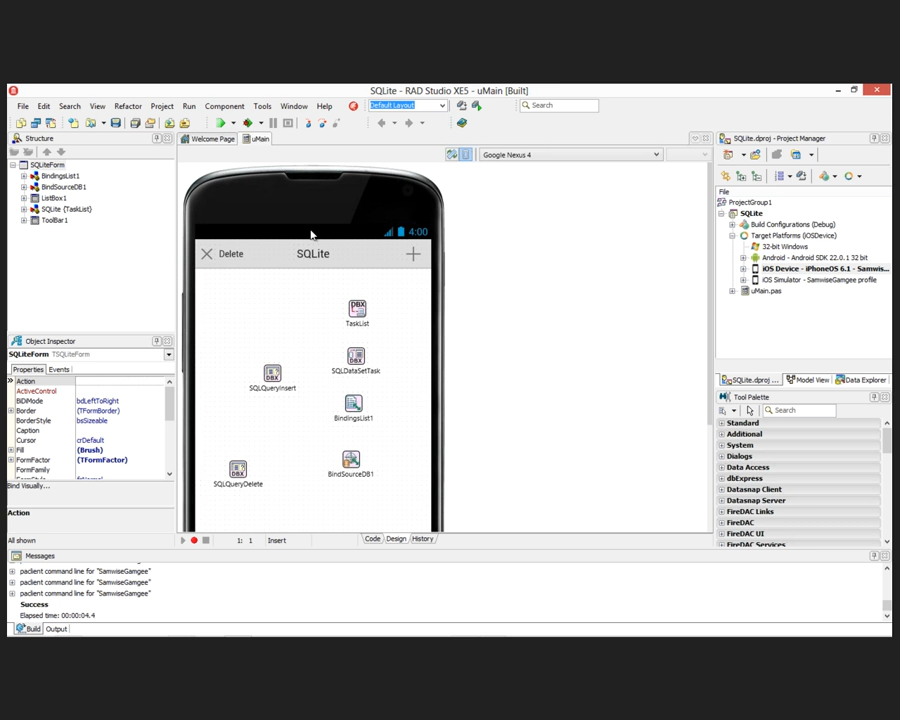 SQLite - RAD Studio XE5 - uMain [Built]
File Edit Search View Refactor Project Run Component Tools Window Help
Default Layout
Search
Structure
SQLiteForm
BindingsList1
BindSourceDB1
ListBox1
SQLite {TaskList}
ToolBar1
Object Inspector
SQLiteForm TSQLiteForm
Properties Events
Action
ActiveControl
BiDiMode bdLeftToRight
Border (TFormBorder)
BorderStyle bsSizeable
Caption
Cursor crDefault
Fill (Brush)
FormFactor (TFormFactor)
FormFamily
Bind Visually...
Action
All shown
Welcome Page uMain
Google Nexus 4
4:00
Delete SQLite
DBX
TaskList
DBX
SQLDataSetTask
DBX
SQLQueryInsert
BindingsList1
BindSourceDB1
DBX
SQLQueryDelete
1: 1 Insert
Code Design History
SQLite.dproj - Project Manager
File
ProjectGroup1
SQLite
Build Configurations (Debug)
Target Platforms (iOSDevice)
32-bit Windows
Android - Android SDK 22.0.1 32 bit
iOS Device - iPhoneOS 6.1 - Samwis...
iOS Simulator - SamwiseGamgee profile
uMain.pas
SQLite.dproj ... Model View Data Explorer
Tool Palette
Search
Standard
Additional
System
Dialogs
Data Access
dbExpress
Datasnap Client
Datasnap Server
LiveBindings
FireDAC Links
FireDAC
FireDAC UI
FireDAC Services
Messages
paclient command line for "SamwiseGamgee"
paclient command line for "SamwiseGamgee"
paclient command line for "SamwiseGamgee"
Success
Elapsed time: 00:00:04.4
Build Output